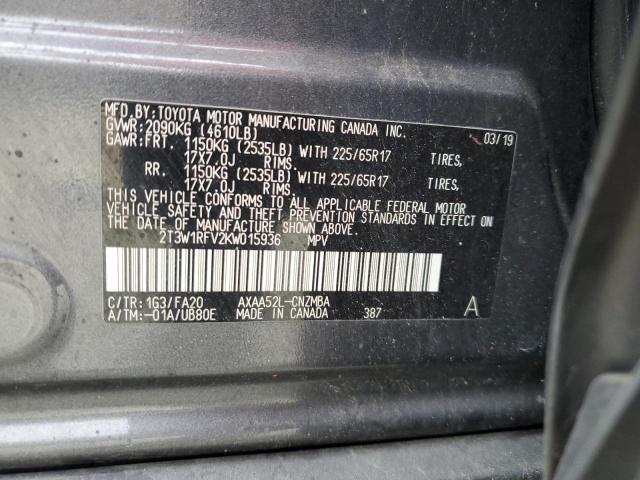 MFD.BY:TOYOTA MOTOR MANUFACTURING CANADA INC. 03/19
GVWR:2090KG (4610LB)
GAWR:FRT. 1150KG (2535LB) WITH 225/65R17 TIRES,
17X7.0J RIMS.
RR. 1150KG (2535LB) WITH 225/65R17 TIRES,
17X7.0J RIMS.
THIS VEHICLE CONFORMS TO ALL APPLICABLE FEDERAL MOTOR
VEHICLE SAFETY AND THEFT PREVENTION STANDARDS IN EFFECT ON
THE DATE OF MANUFACTURE SHOWN ABOVE.
2T3W1RFV2KW015936 MPV
C/TR:1G3/FA20 AXAA52L-CNZMBA
A/TM:-01A/UB80E MADE IN CANADA 387 A